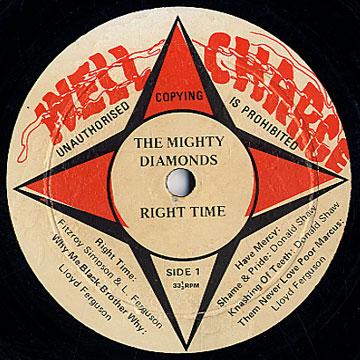 WELL CHARGE
UNAUTHORISED COPYING IS PROHIBITED
THE MIGHTY
DIAMONDS
RIGHT TIME
SIDE 1
33⅓ RPM
Right Time:
Fitzroy Simpson & L. Ferguson
Why Me Black Brother Why:
Lloyd Ferguson
Have Mercy:
Shame & Pride: Donald Shaw
Knashing Of Teeth: Donald Shaw
Them Never Love Poor Marcus:
Lloyd Ferguson